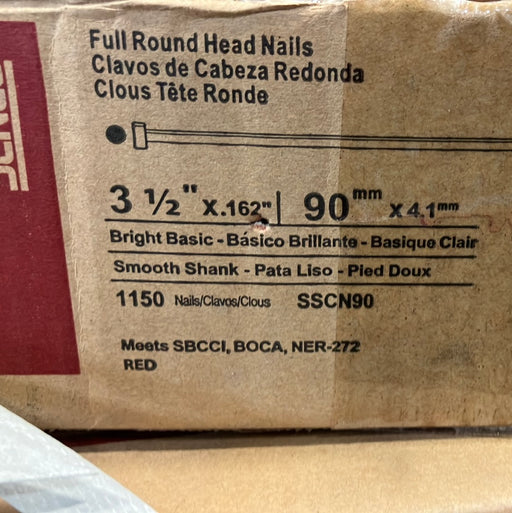 Full Round Head Nails
Clavos de Cabeza Redonda
Clous Tête Ronde
3 ½" x.162" | 90mm x 4.1mm
Bright Basic - Básico Brillante - Basique Clair
Smooth Shank - Pata Liso - Pied Doux
1150 Nails/Clavos/Clous SSCN90
Meets SBCCI, BOCA, NER-272
RED